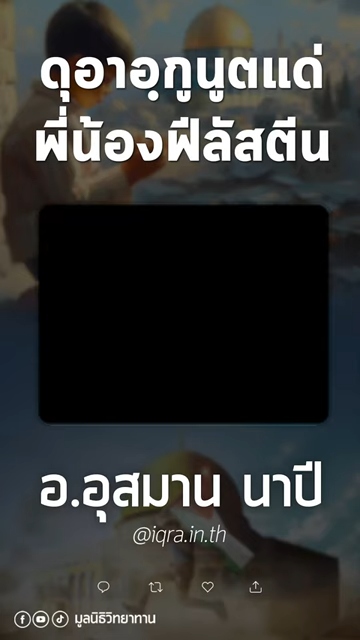 ดุอาอฺกูนูตแด่
พี่น้องฟีลัสตีน
อ.อุสมาน นาปี
@iqra.in.th
มูลนิธิวิทยาทาน